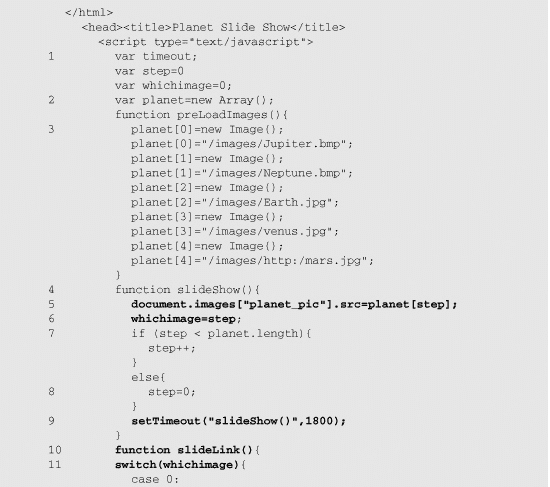 </html>
<head><title>Planet Slide Show</title>
<script type="text/javascript">
1 var timeout;
var step=0
var whichimage=0;
2 var planet=new Array();
function preLoadImages(){
3 planet[0]=new Image();
planet[0]="/images/Jupiter.bmp";
planet[1]=new Image();
planet[1]="/images/Neptune.bmp";
planet[2]=new Image();
planet[2]="/images/Earth.jpg";
planet[3]=new Image();
planet[3]="/images/venus.jpg";
planet[4]=new Image();
planet[4]="/images/http:/mars.jpg";
}
4 function slideShow(){
5 document.images["planet_pic"].src=planet[step];
6 whichimage=step;
7 if (step < planet.length){
step++;
}
else{
8 step=0;
}
9 setTimeout("slideShow()",1800);
}
10 function slideLink(){
11 switch(whichimage){
case 0: